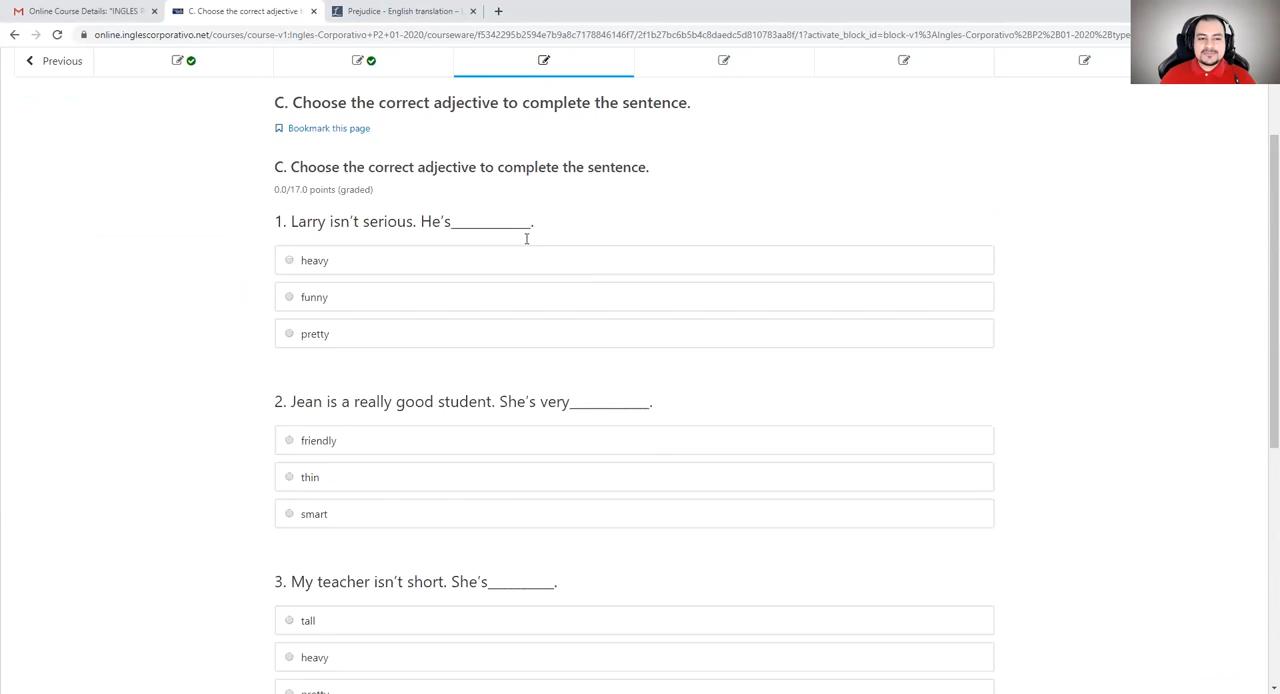 Online Course Details: "INGLES P
C. Choose the correct adjective t
Prejudice - English translation – L
online.inglescorporativo.net/courses/course-v1:Ingles-Corporativo+P2+01-2020/courseware/f5342295b3294e7b9a8c7178846146f7/2f1b27bc6b5b4c8daedc5d810783aa8f/1?activate_block_id=block-v1%3AIngles-Corporativo%2BP2%2B01-2020%2Btype
Previous
C. Choose the correct adjective to complete the sentence.
Bookmark this page
C. Choose the correct adjective to complete the sentence.
0.0/17.0 points (graded)
1. Larry isn’t serious. He’s__________.
heavy
funny
pretty
2. Jean is a really good student. She’s very__________.
friendly
thin
smart
3. My teacher isn’t short. She’s________.
tall
heavy
pretty